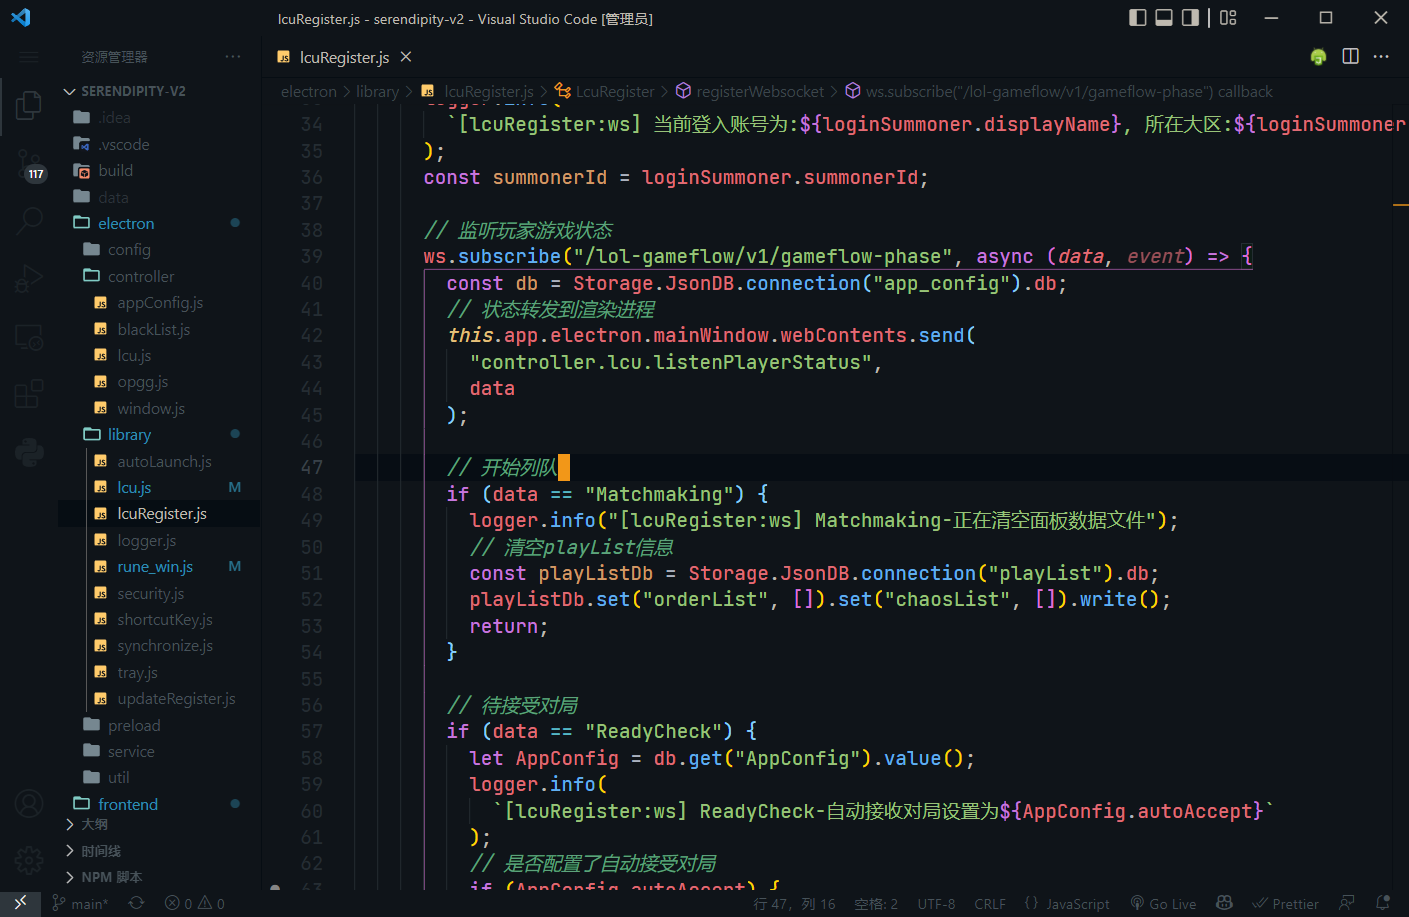 lcuRegister.js - serendipity-v2 - Visual Studio Code [管理员]
资源管理器
SERENDIPITY-V2
.idea
.vscode
build
data
electron
config
controller
appConfig.js
blackList.js
lcu.js
opgg.js
window.js
library
autoLaunch.js
lcu.js M
lcuRegister.js
logger.js
rune_win.js M
security.js
shortcutKey.js
synchronize.js
tray.js
updateRegister.js
preload
service
util
frontend
大纲
时间线
NPM 脚本
117
lcuRegister.js
electron > library > lcuRegister.js > LcuRegister > registerWebsocket > ws.subscribe("/lol-gameflow/v1/gameflow-phase") callback
34 `[lcuRegister:ws] 当前登入账号为:${loginSummoner.displayName}, 所在大区:${loginSummoner
35 );
36 const summonerId = loginSummoner.summonerId;
37
38 // 监听玩家游戏状态
39 ws.subscribe("/lol-gameflow/v1/gameflow-phase", async (data, event) => {
40 const db = Storage.JsonDB.connection("app_config").db;
41 // 状态转发到渲染进程
42 this.app.electron.mainWindow.webContents.send(
43 "controller.lcu.listenPlayerStatus",
44 data
45 );
46
47 // 开始列队
48 if (data == "Matchmaking") {
49 logger.info("[lcuRegister:ws] Matchmaking-正在清空面板数据文件");
50 // 清空playList信息
51 const playListDb = Storage.JsonDB.connection("playList").db;
52 playListDb.set("orderList", []).set("chaosList", []).write();
53 return;
54 }
55
56 // 待接受对局
57 if (data == "ReadyCheck") {
58 let AppConfig = db.get("AppConfig").value();
59 logger.info(
60 `[lcuRegister:ws] ReadyCheck-自动接收对局设置为${AppConfig.autoAccept}`
61 );
62 // 是否配置了自动接受对局
63 if (AppConfig.autoAccept) {
main* 0 0 行 47，列 16 空格: 2 UTF-8 CRLF {} JavaScript Go Live Prettier